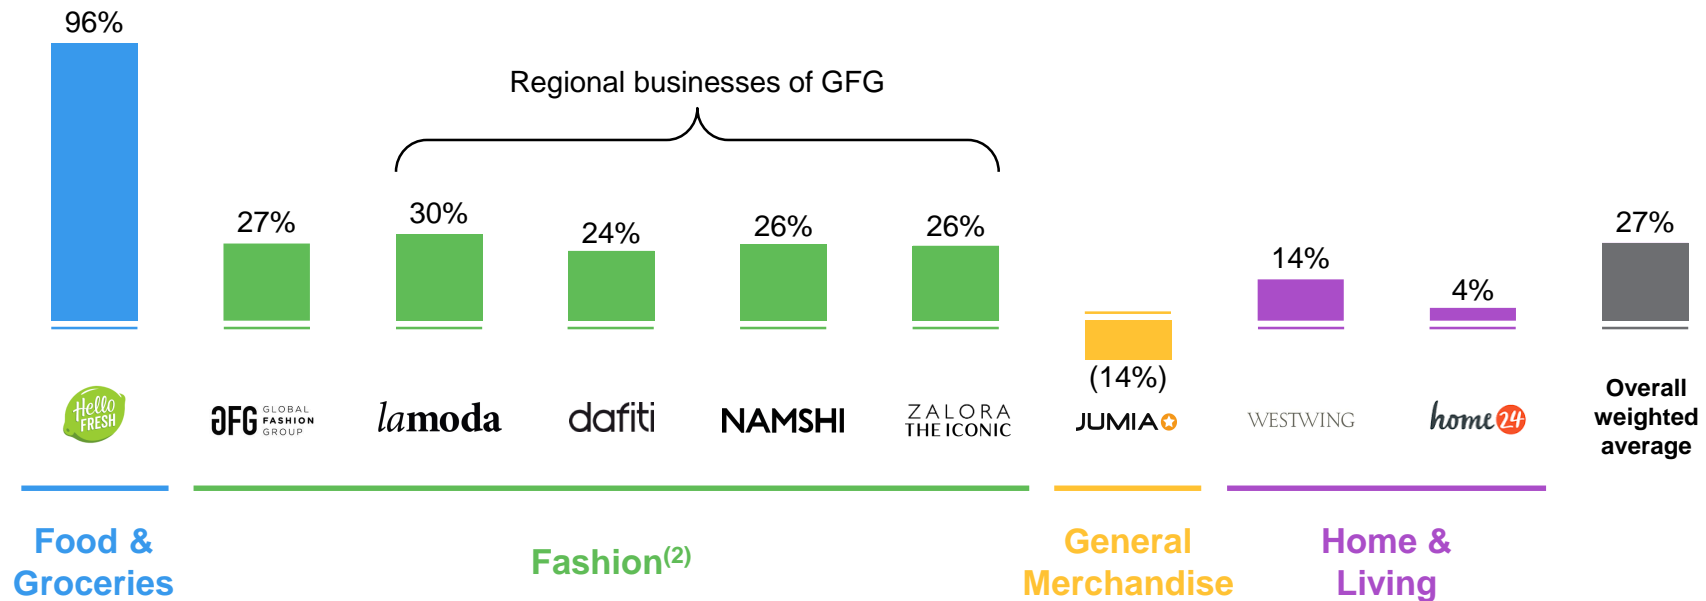 96%
Regional businesses of GFG
27%
30%
24%
26%
26%
(14%)
14%
4%
27%
Hello
FRESH
GFG GLOBAL
FASHION
GROUP
lamoda
dafiti
NAMSHI
ZALORA
THE ICONIC
JUMIA
WESTWING
home24
Overall
weighted
average
Food &
Groceries
Fashion(2)
General
Merchandise
Home &
Living